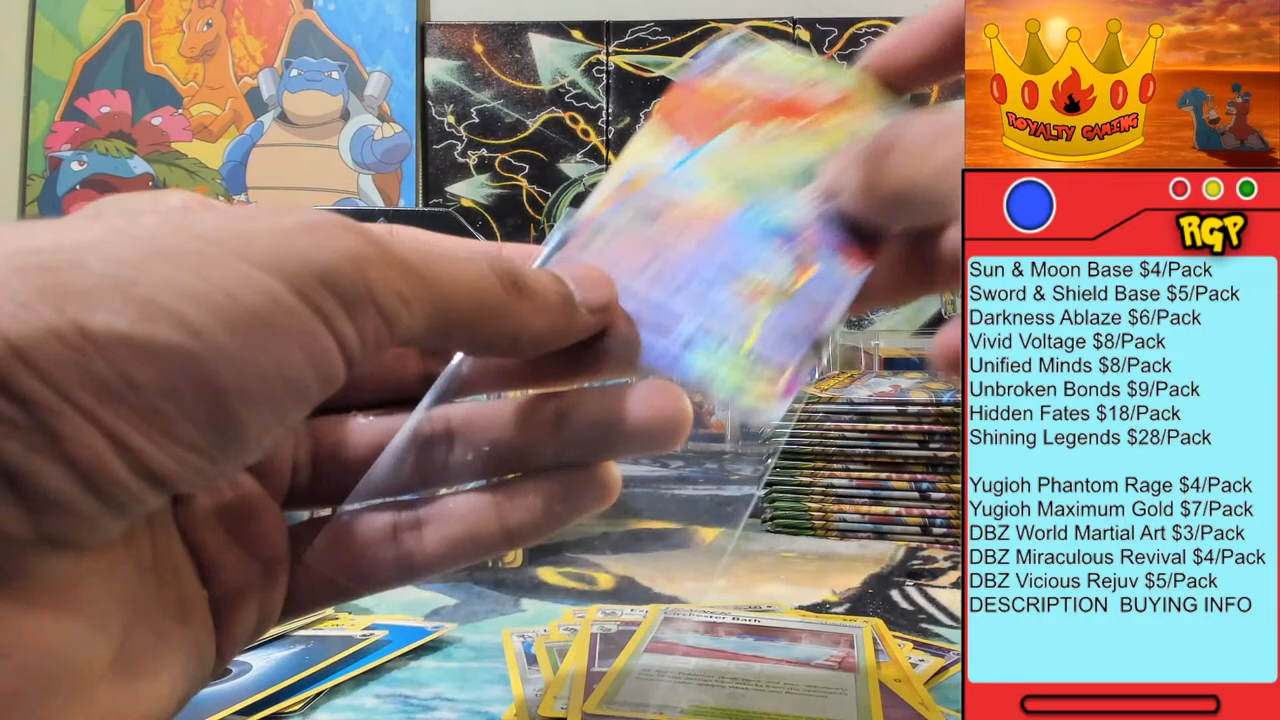 ROYALTY GAMING
RGP
Sun & Moon Base $4/Pack
Sword & Shield Base $5/Pack
Darkness Ablaze $6/Pack
Vivid Voltage $8/Pack
Unified Minds $8/Pack
Unbroken Bonds $9/Pack
Hidden Fates $18/Pack
Shining Legends $28/Pack
Yugioh Phantom Rage $4/Pack
Yugioh Maximum Gold $7/Pack
DBZ World Martial Art $3/Pack
DBZ Miraculous Revival $4/Pack
DBZ Vicious Rejuv $5/Pack
DESCRIPTION BUYING INFO
Bath